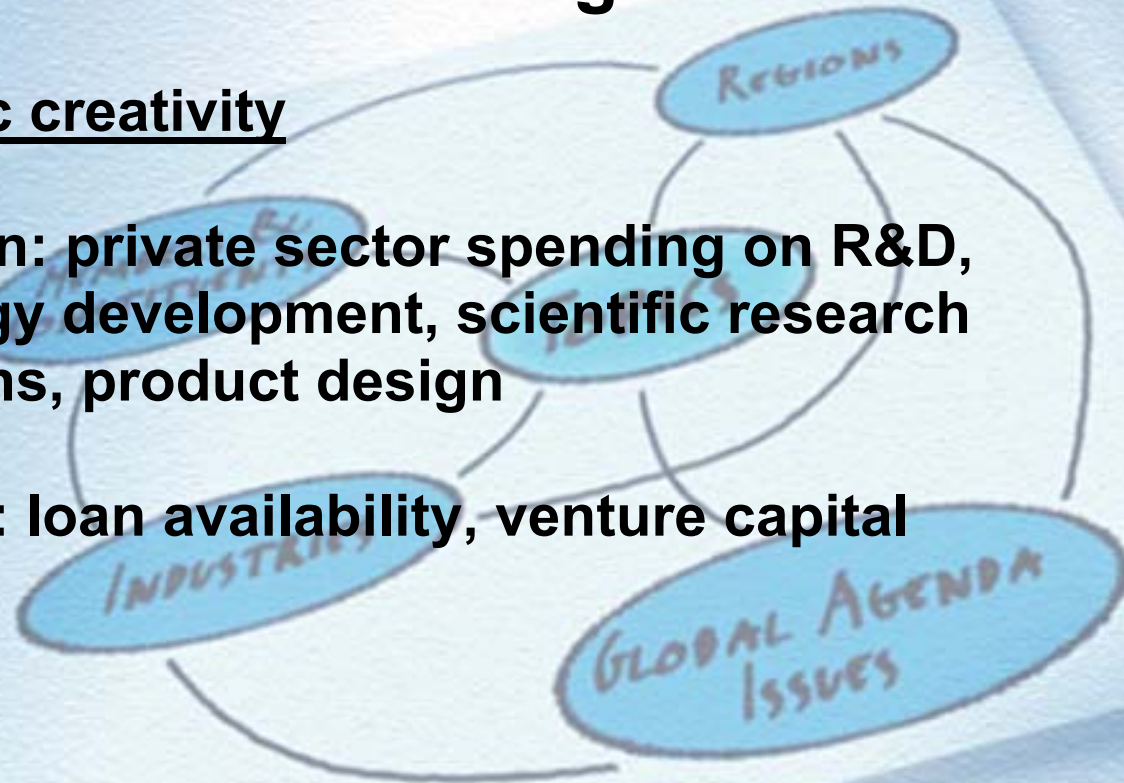 g
c creativity
REGIONS
n: private sector spending on R&D,
gy development, scientific research
ns, product design
: loan availability, venture capital
INDUSTRIES
GLOBAL AGENDA
ISSUES